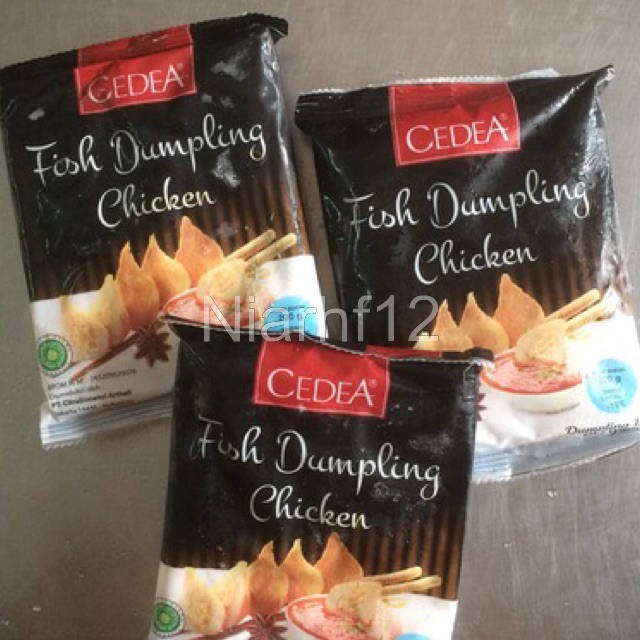 CEDEA®
Fish Dumpling
Chicken
CEDEA®
Fish Dumpling
Chicken
Niarhf12
CEDEA®
Fish Dumpling
Chicken